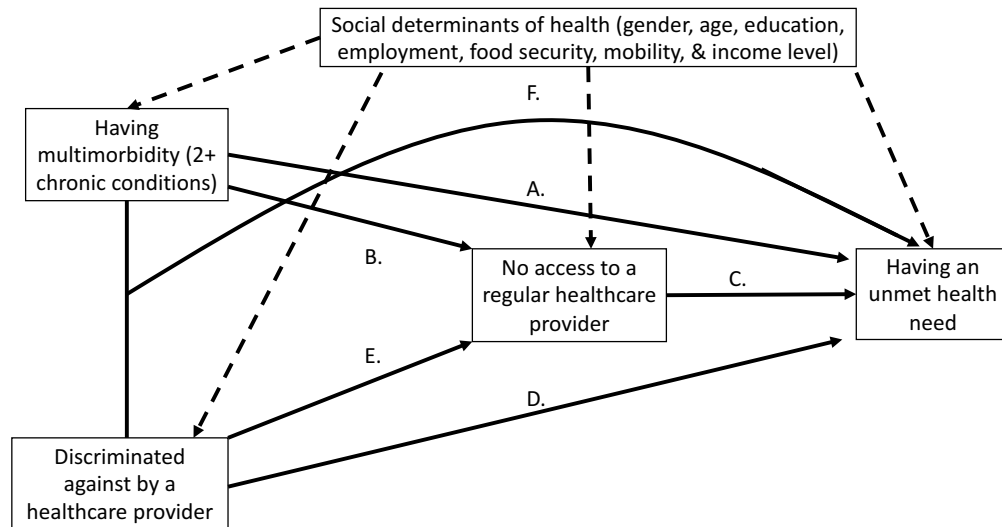 Social determinants of health (gender, age, education,
employment, food security, mobility, & income level)
F.
Having
multimorbidity (2+
chronic conditions)
A.
B.
No access to a
regular healthcare
provider
C.
Having an
unmet health
need
E.
D.
Discriminated
against by a
healthcare provider